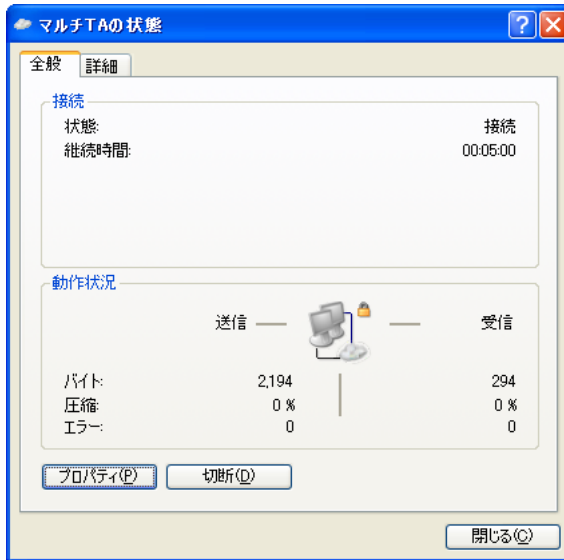 マルチTAの状態
全般 詳細
接続
状態: 接続
継続時間: 00:05:00
動作状況
送信 受信
バイト: 2,194 294
圧縮: 0 % 0 %
エラー: 0 0
プロパティ(P) 切断(D)
閉じる(C)